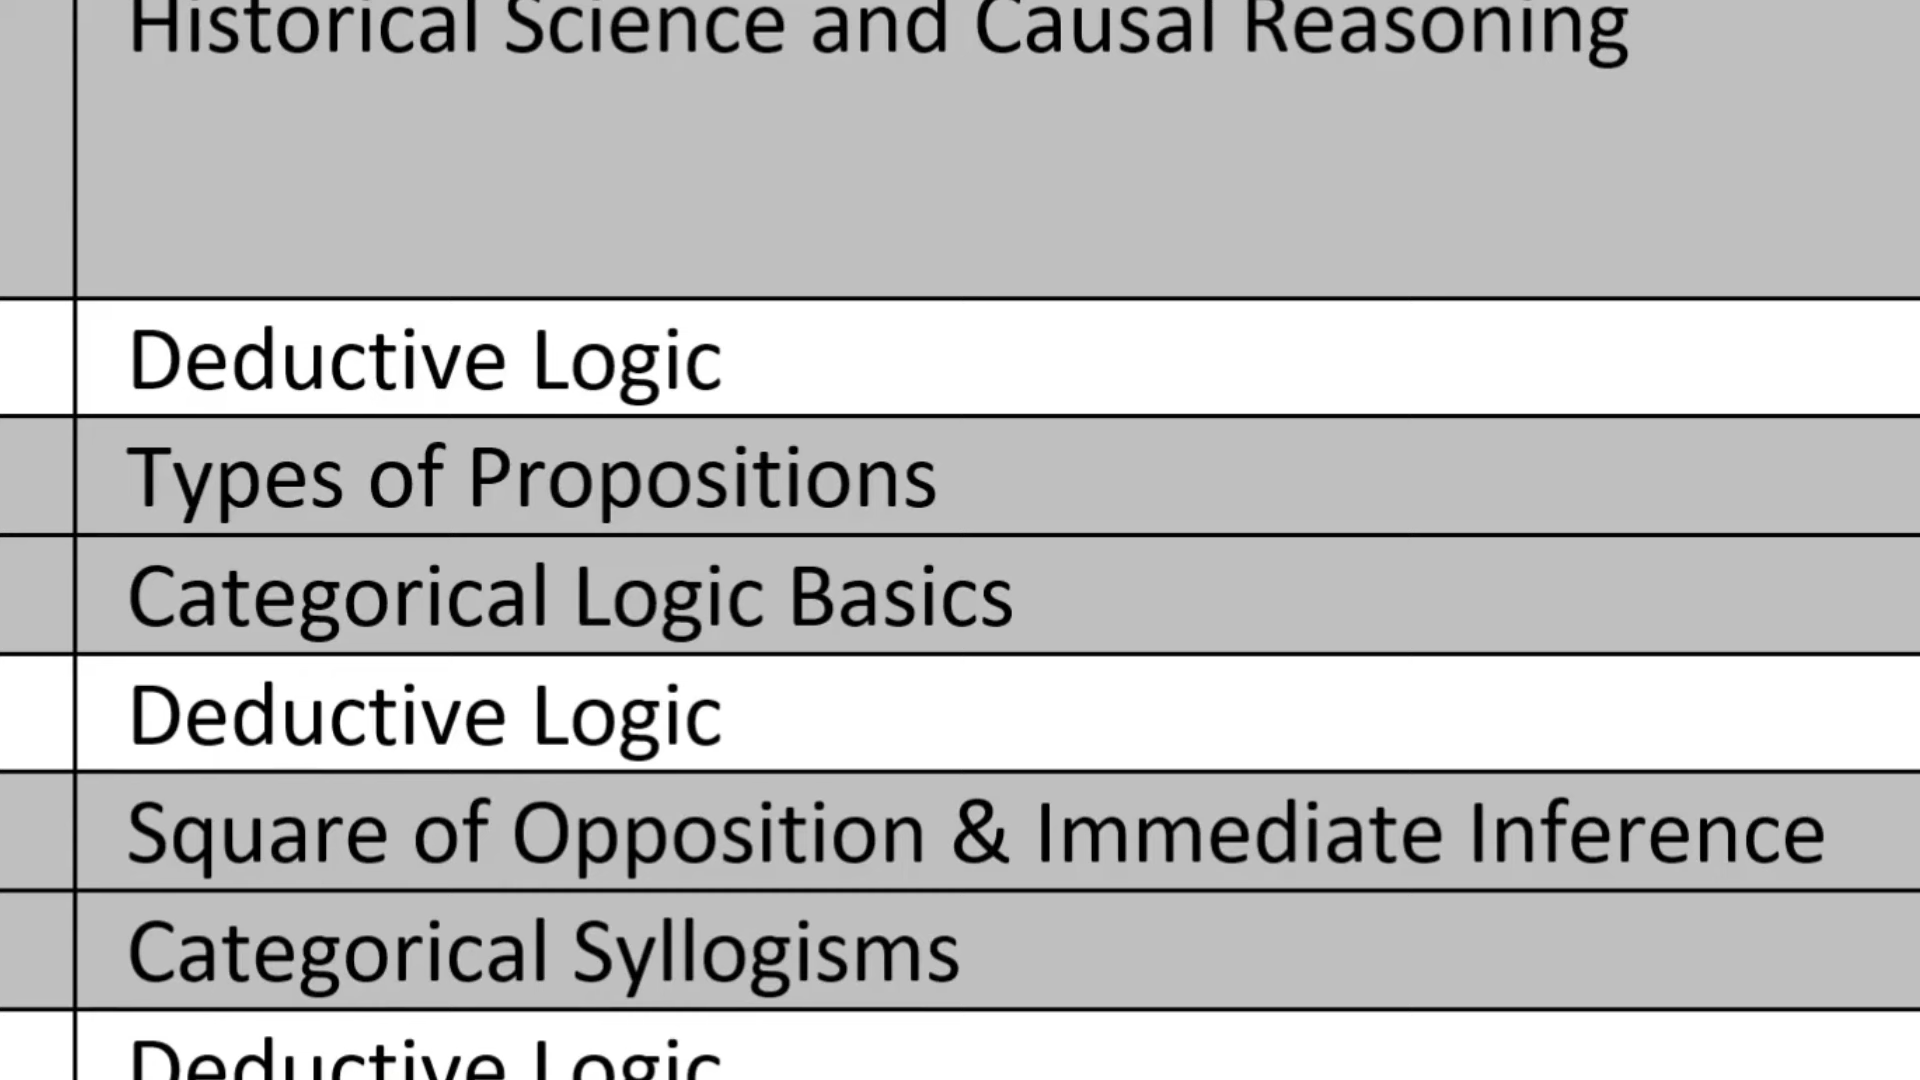 Historical Science and Causal Reasoning
Deductive Logic
Types of Propositions
Categorical Logic Basics
Deductive Logic
Square of Opposition & Immediate Inference
Categorical Syllogisms
Deductive Logic